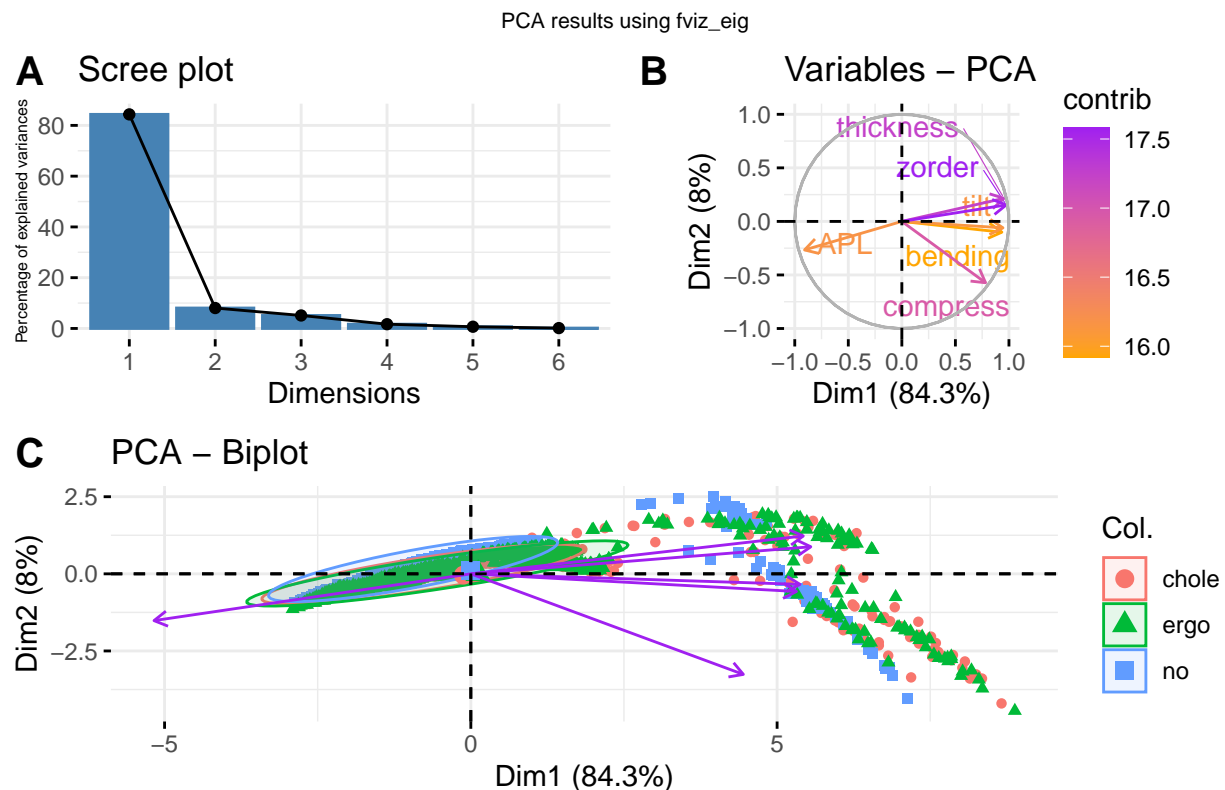 PCA results using fviz_eig
A Scree plot
Percentage of explained variances
80
60
40
20
0
1 2 3 4 5 6
Dimensions
B Variables − PCA
1.0
0.5
0.0
−0.5
−1.0
Dim2 (8%)
thickness
zorder
tilt
APL
bending
compress
−1.0 −0.5 0.0 0.5 1.0
Dim1 (84.3%)
contrib
17.5
17.0
16.5
16.0
C PCA − Biplot
2.5
0.0
−2.5
Dim2 (8%)
−5 0 5
Dim1 (84.3%)
Col.
chole
ergo
no